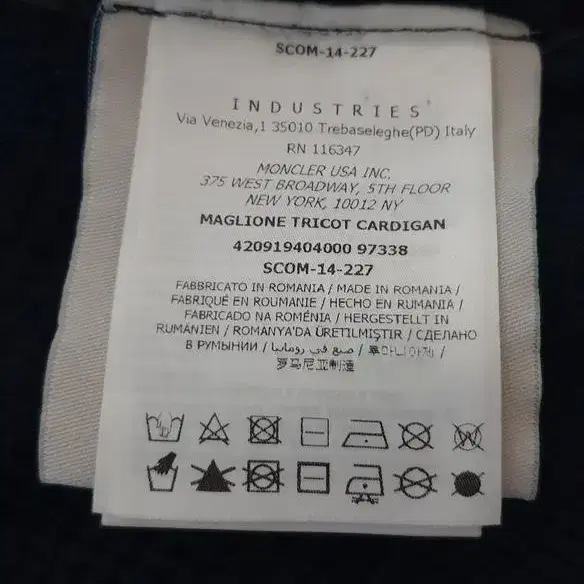 SCOM-14-227
INDUSTRIES
Via Venezia,1 35010 Trebaseleghe(PD) Italy
RN 116347
MONCLER USA INC.
375 WEST BROADWAY, 5TH FLOOR
NEW YORK, 10012 NY
MAGLIONE TRICOT CARDIGAN
420919404000 97338
SCOM-14-227
FABBRICATO IN ROMANIA / MADE IN ROMANIA /
FABRIQUÉ EN ROUMANIE / HECHO EN RUMANIA /
FABRICADO NA ROMÉNIA / HERGESTELLT IN
RUMÄNIEN / ROMANYA'DA ÜRETILMIŞTIR / СДЕЛАНО
В РУМЫНИИ / صنع في رومانيا / /
罗马尼亚制造
W